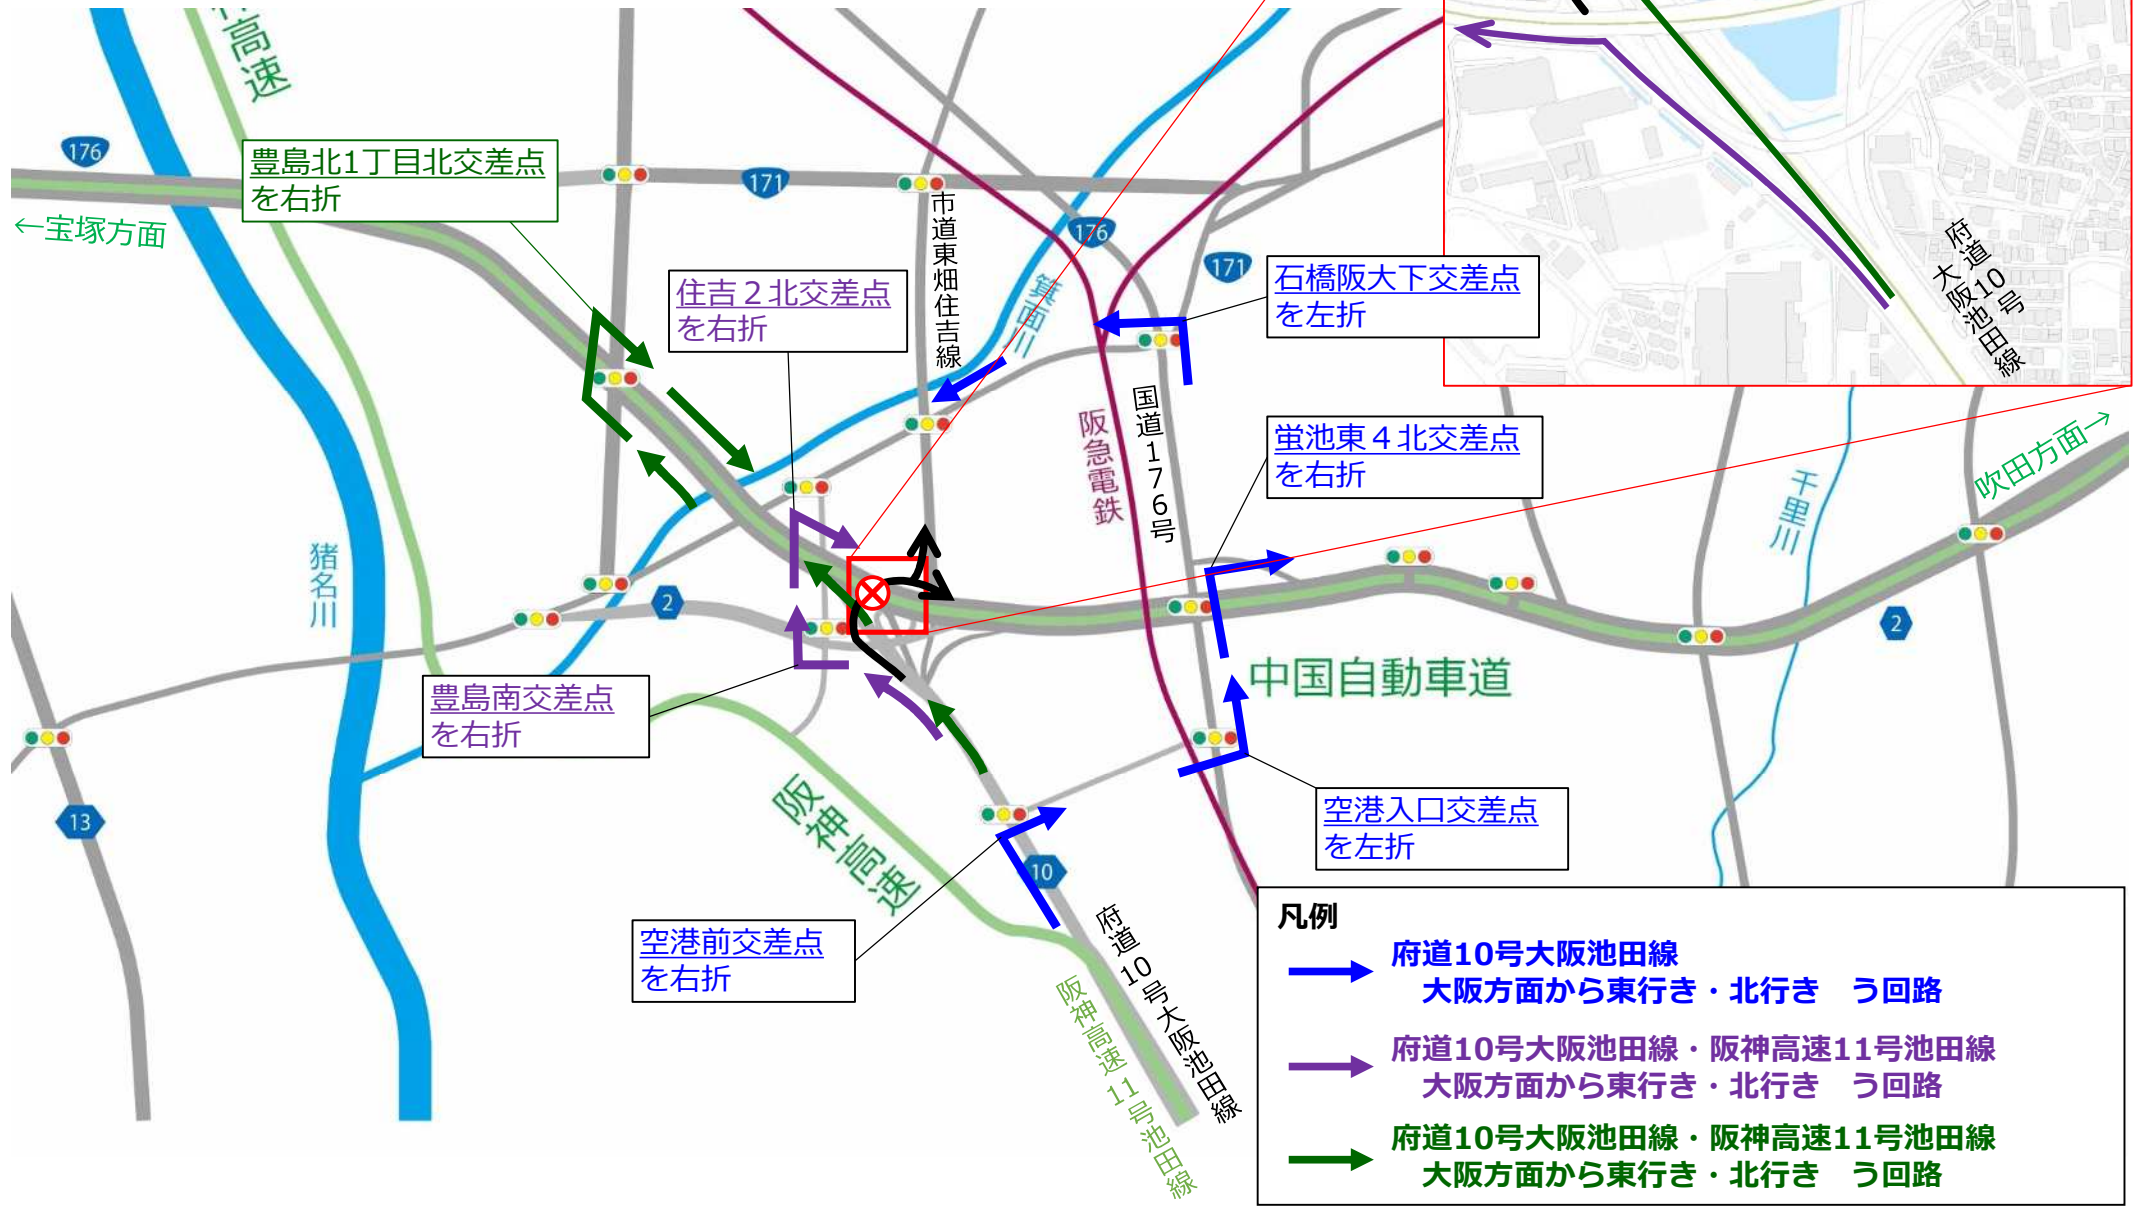 神高速
176
豊島北1丁目北交差点
を右折
171
市道東畑住吉線
176
171
←宝塚方面
住吉２北交差点
を右折
箕面川
石橋阪大下交差点
を左折
府道10号
大阪池田線
国道１７６号
阪急電鉄
蛍池東４北交差点
を右折
吹田方面→
千里川
猪名川
2
2
豊島南交差点
を右折
中国自動車道
13
阪神高速
空港入口交差点
を左折
10
空港前交差点
を右折
府道10号大阪池田線
阪神高速11号池田線
凡例
府道10号大阪池田線
大阪方面から東行き・北行き　う回路
府道10号大阪池田線・阪神高速11号池田線
大阪方面から東行き・北行き　う回路
府道10号大阪池田線・阪神高速11号池田線
大阪方面から東行き・北行き　う回路